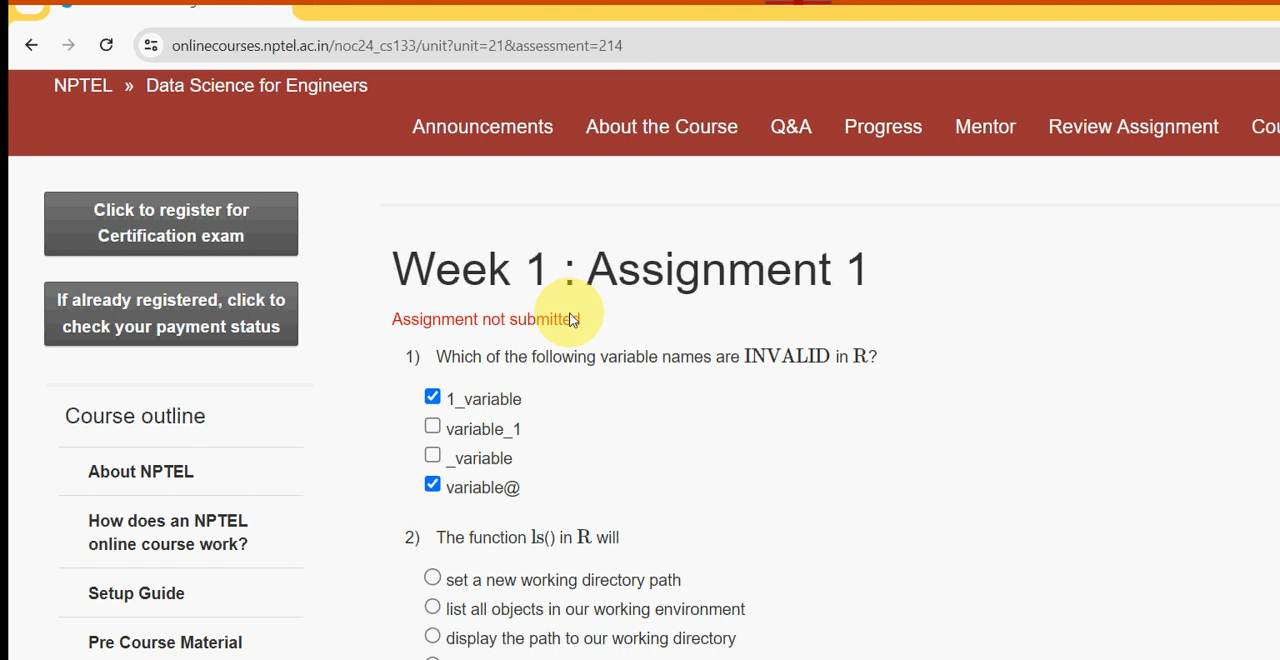 onlinecourses.nptel.ac.in/noc24_cs133/unit?unit=21&assessment=214
NPTEL » Data Science for Engineers
Announcements About the Course Q&A Progress Mentor Review Assignment
Click to register for
Certification exam
If already registered, click to
check your payment status
Course outline
About NPTEL
How does an NPTEL
online course work?
Setup Guide
Pre Course Material
Week 1 : Assignment 1
Assignment not submitted
1) Which of the following variable names are INVALID in R?
1_variable
variable_1
_variable
variable@
2) The function ls() in R will
set a new working directory path
list all objects in our working environment
display the path to our working directory